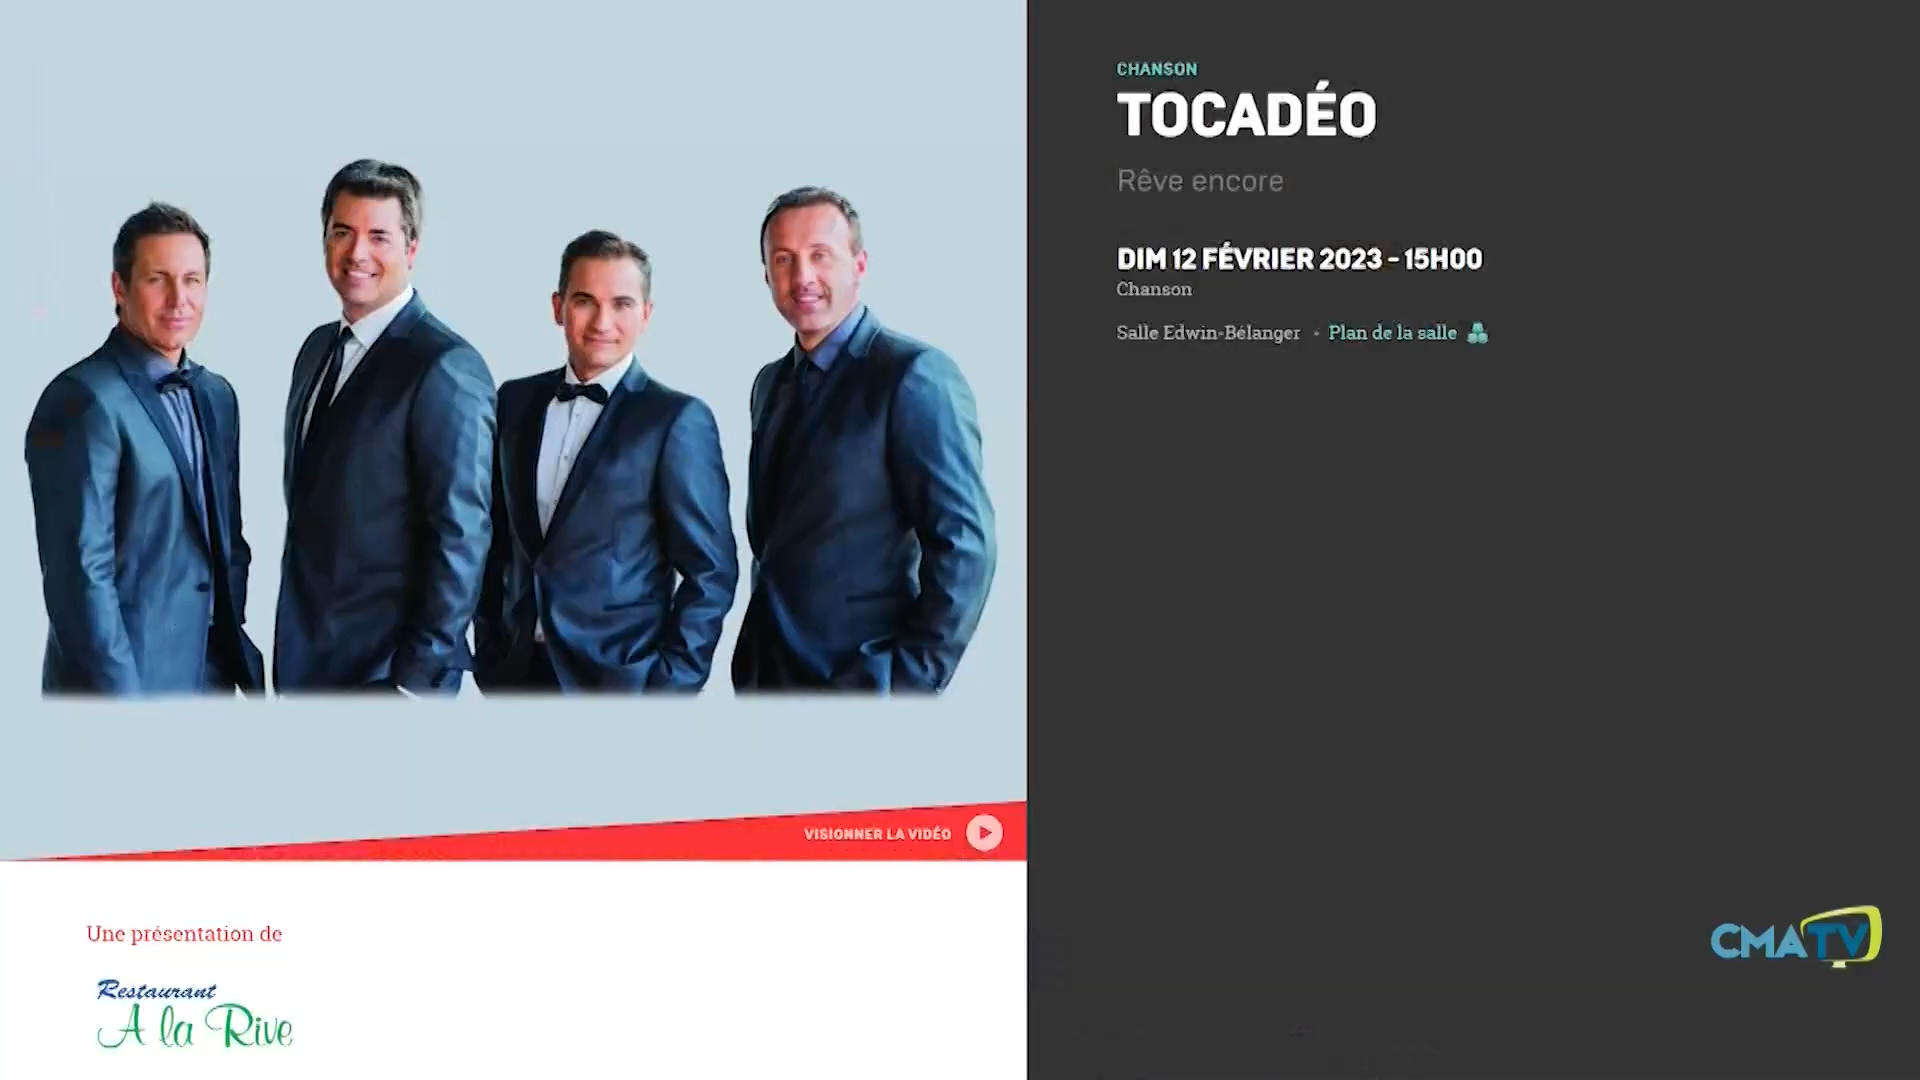 CHANSON
TOCADÉO
Rêve encore
DIM 12 FÉVRIER 2023 - 15H00
Chanson
Salle Edwin-Bélanger • Plan de la salle
VISIONNER LA VIDÉO
Une présentation de
Restaurant
A la Rive
CMATV